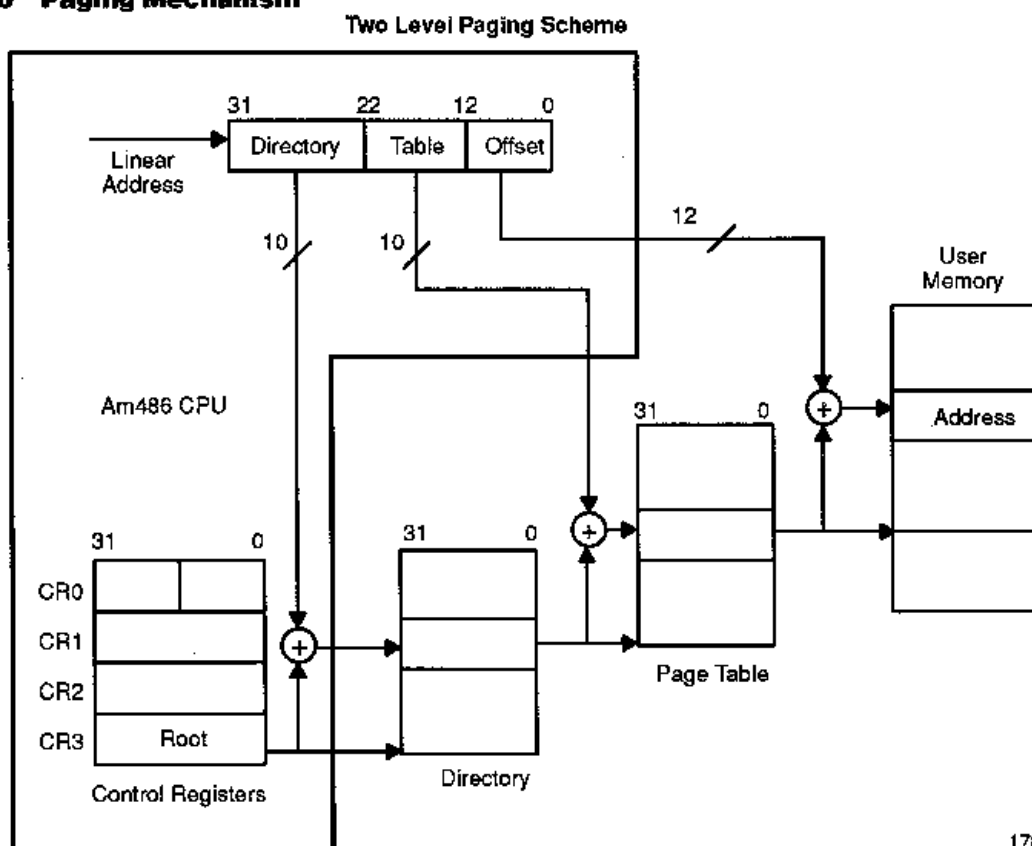 Paging Mechanism
Two Level Paging Scheme
31 22 12 0
Directory Table Offset
Linear
Address
10 10 12
User
Memory
Am486 CPU
Address
31 0
31 0
31 0
CR0
CR1
CR2
CR3 Root
Page Table
Directory
Control Registers